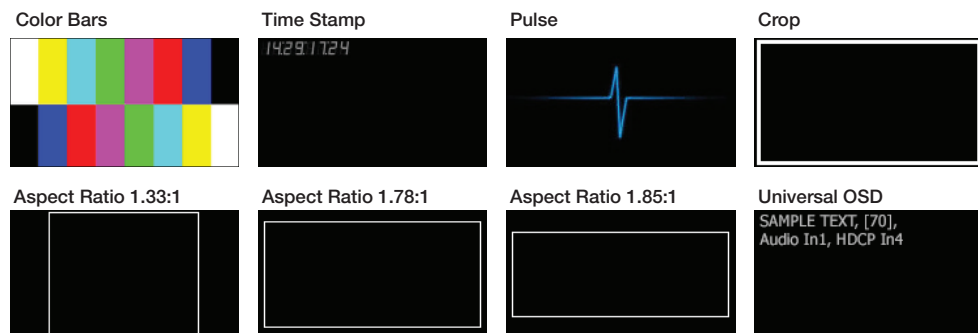 Color Bars
Time Stamp
Pulse
Crop
14:29:17:24
Aspect Ratio 1.33:1
Aspect Ratio 1.78:1
Aspect Ratio 1.85:1
Universal OSD
SAMPLE TEXT, [70],
Audio In1, HDCP In4